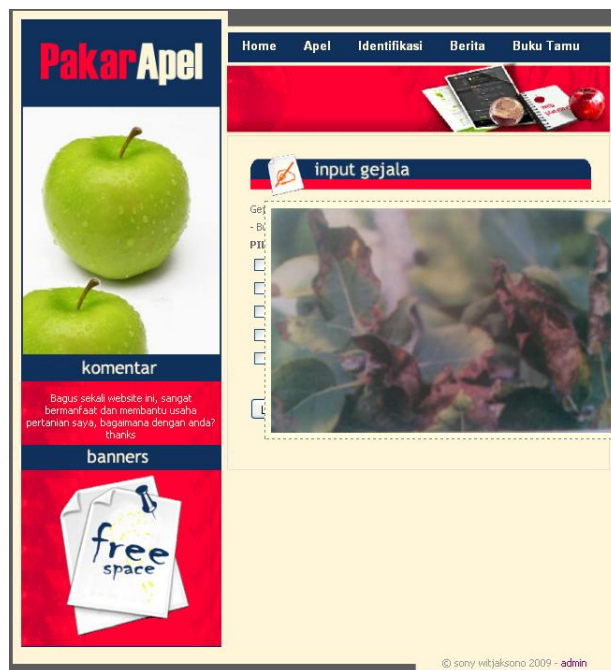 PakarApel
Home Apel Identifikasi Berita Buku Tamu
input gejala
komentar
Bagus sekali website ini, sangat
bermanfaat dan membantu usaha
pertanian saya, bagaimana dengan anda?
thanks
banners
free
space
© sony witjaksono 2009 - admin